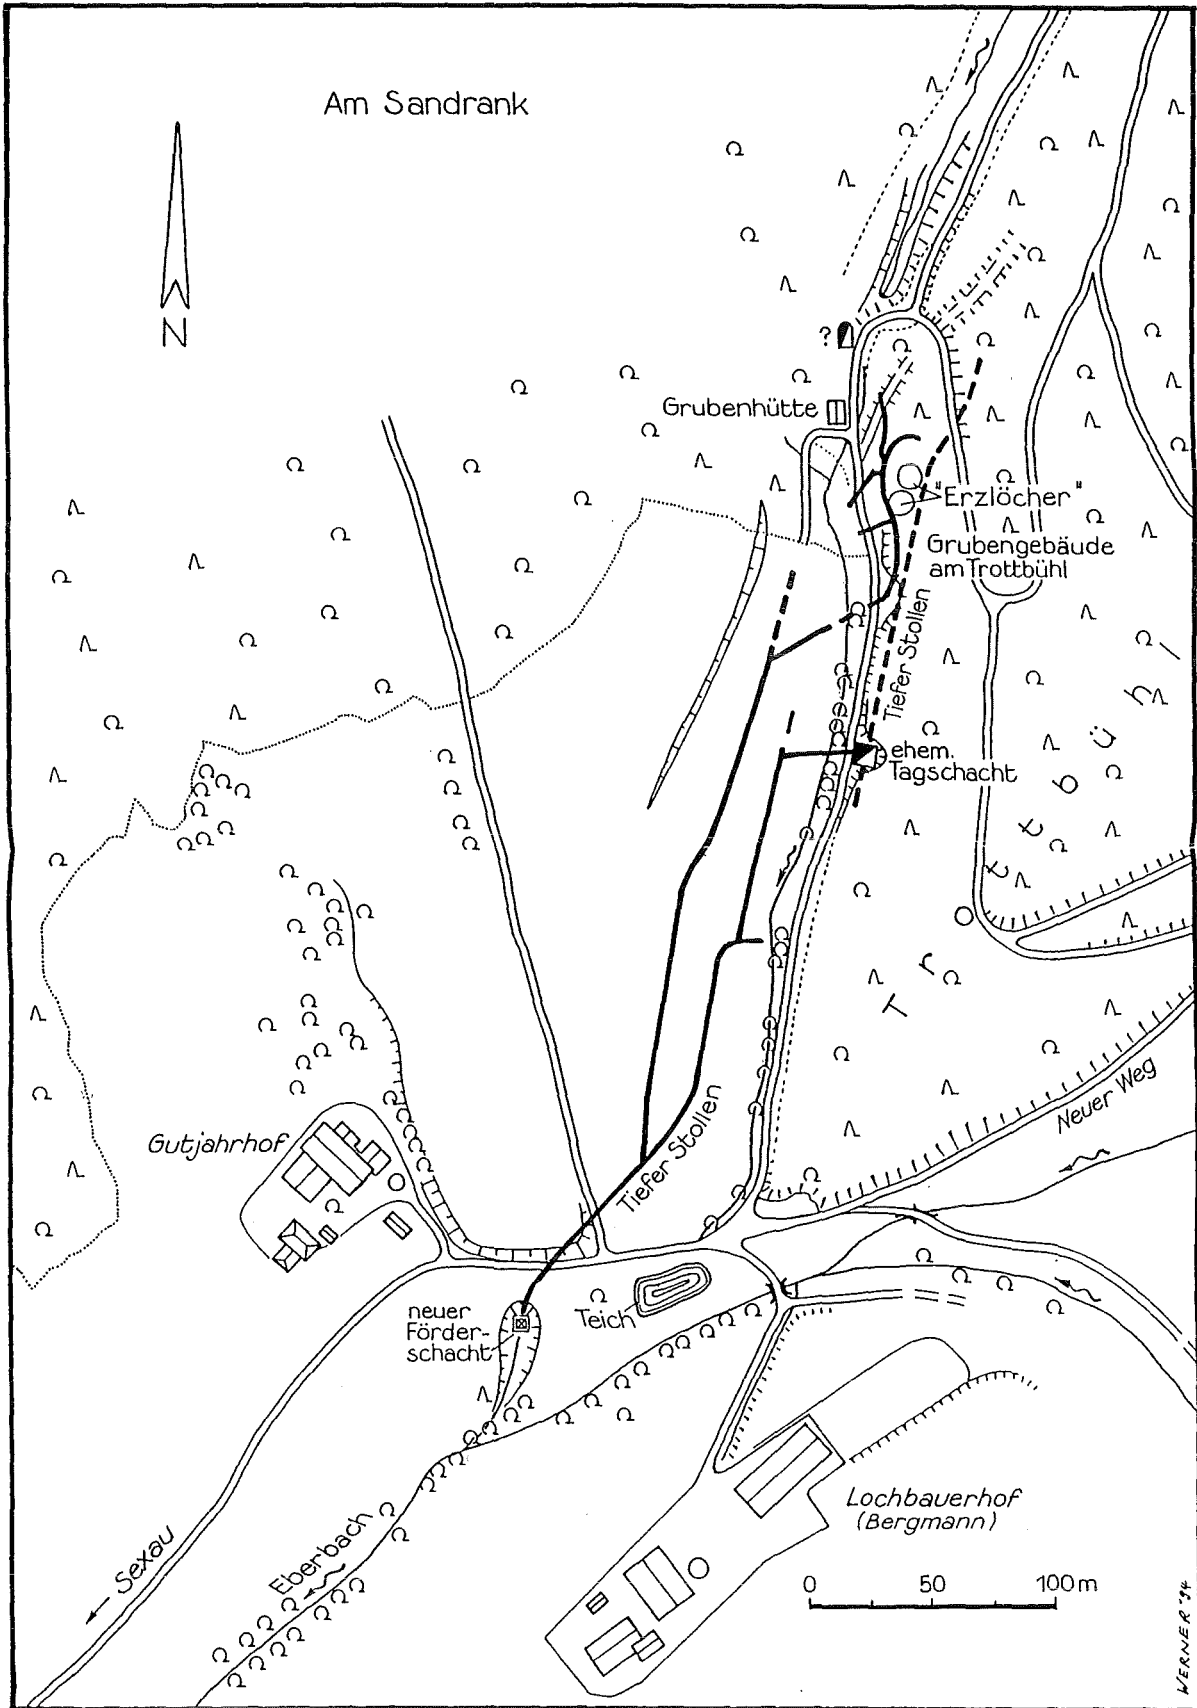 Am Sandrank
N
?
Grubenhütte
"Erzlöcher"
Grubengebäude
am Trottbühl
Tiefer Stollen
ehem.
Tagschacht
Trottbühl
Neuer Weg
Gutjahrhof
Tiefer Stollen
neuer
Förder-
schacht
Teich
Lochbauerhof
(Bergmann)
Sexau
Eberbach
0 50 100m
WERNER '94